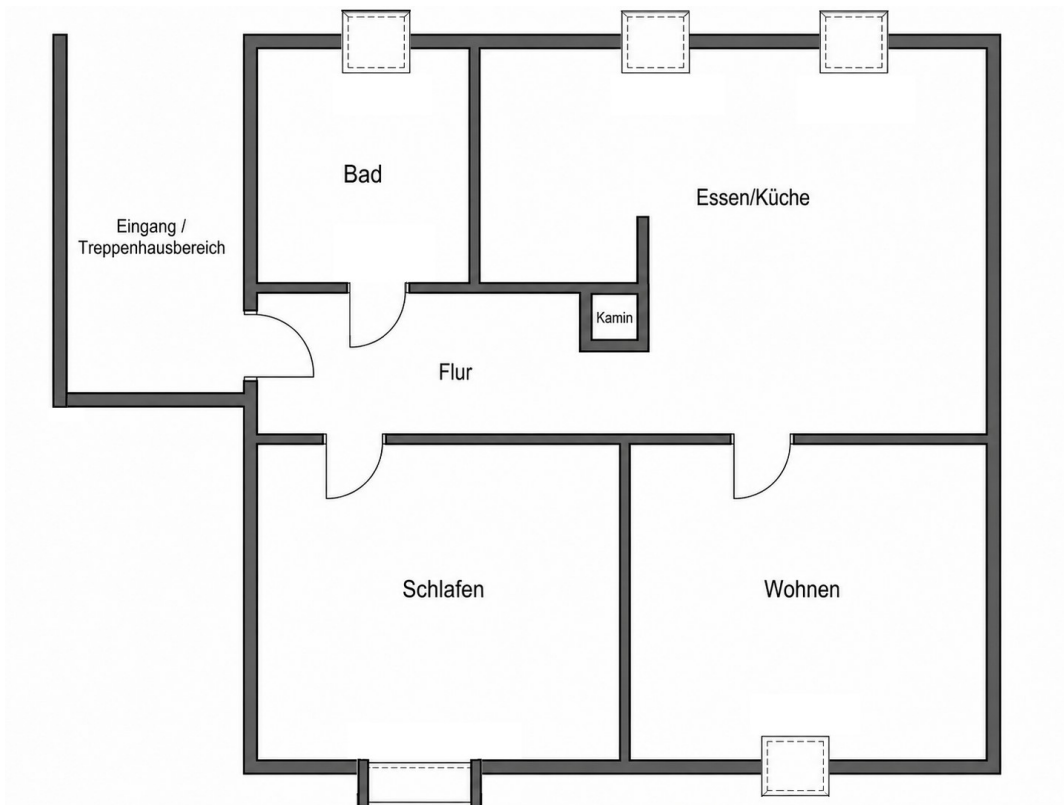 Bad
Essen/Küche
Eingang /
Treppenhausbereich
Kamin
Flur
Schlafen
Wohnen